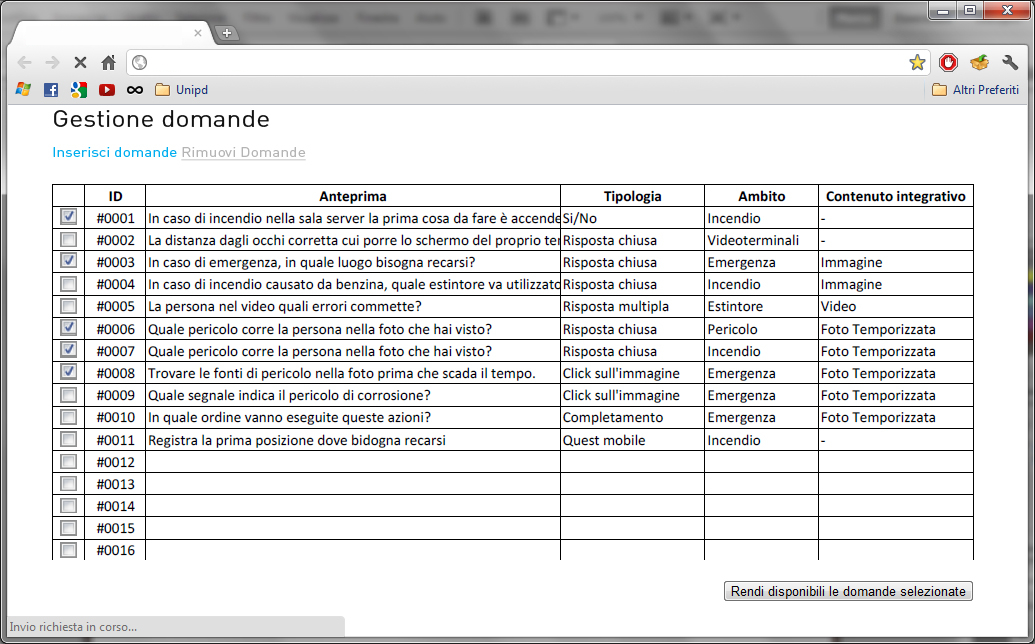 Unipd
Altri Preferiti
Gestione domande
Inserisci domande Rimuovi Domande
ID Anteprima Tipologia Ambito Contenuto integrativo
#0001 In caso di incendio nella sala server la prima cosa da fare è accende Si/No Incendio -
#0002 La distanza dagli occhi corretta cui porre lo schermo del proprio ter Risposta chiusa Videoterminali -
#0003 In caso di emergenza, in quale luogo bisogna recarsi? Risposta chiusa Emergenza Immagine
#0004 In caso di incendio causato da benzina, quale estintore va utilizzato Risposta chiusa Incendio Immagine
#0005 La persona nel video quali errori commette? Risposta multipla Estintore Video
#0006 Quale pericolo corre la persona nella foto che hai visto? Risposta chiusa Pericolo Foto Temporizzata
#0007 Quale pericolo corre la persona nella foto che hai visto? Risposta chiusa Incendio Foto Temporizzata
#0008 Trovare le fonti di pericolo nella foto prima che scada il tempo. Click sull'immagine Emergenza Foto Temporizzata
#0009 Quale segnale indica il pericolo di corrosione? Click sull'immagine Emergenza Foto Temporizzata
#0010 In quale ordine vanno eseguite queste azioni? Completamento Emergenza Foto Temporizzata
#0011 Registra la prima posizione dove bidogna recarsi Quest mobile Incendio -
#0012
#0013
#0014
#0015
#0016
Rendi disponibili le domande selezionate
Invio richiesta in corso...